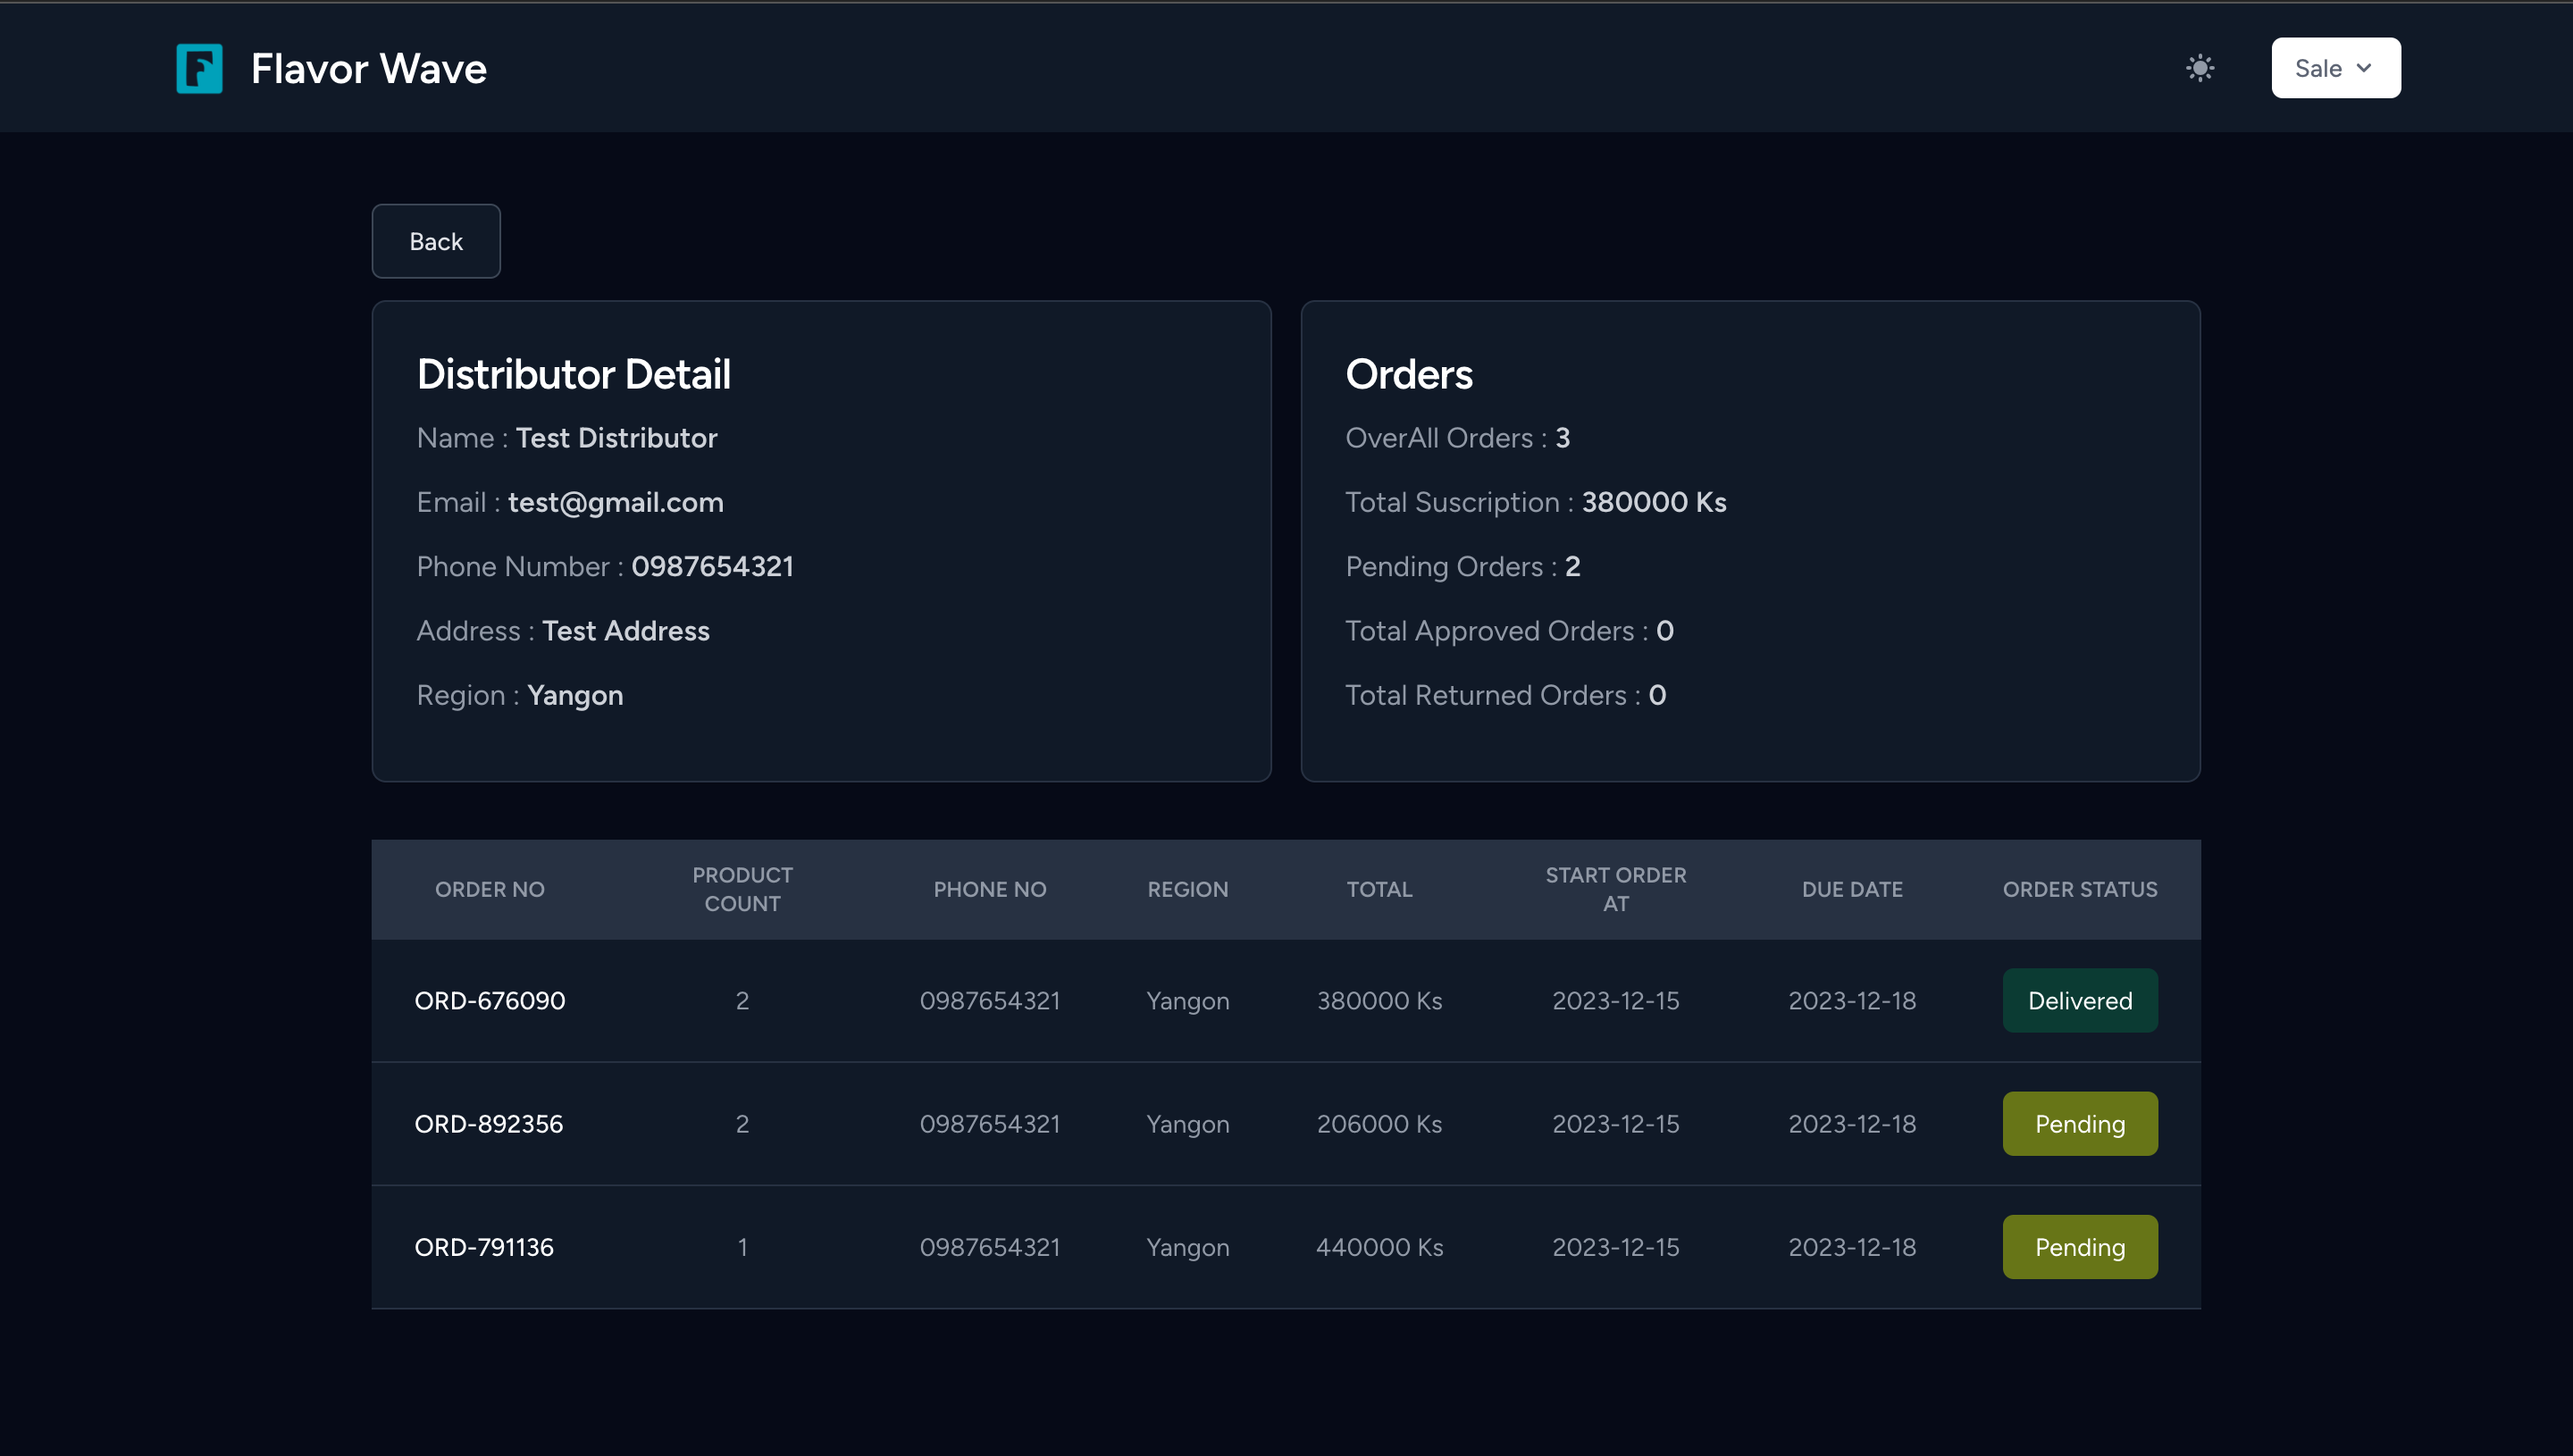 Flavor Wave
Sale
Back
Distributor Detail
Name : Test Distributor
Email : test@gmail.com
Phone Number : 0987654321
Address : Test Address
Region : Yangon
Orders
OverAll Orders : 3
Total Suscription : 380000 Ks
Pending Orders : 2
Total Approved Orders : 0
Total Returned Orders : 0
ORDER NO PRODUCT COUNT PHONE NO REGION TOTAL START ORDER AT DUE DATE ORDER STATUS
ORD-676090 2 0987654321 Yangon 380000 Ks 2023-12-15 2023-12-18 Delivered
ORD-892356 2 0987654321 Yangon 206000 Ks 2023-12-15 2023-12-18 Pending
ORD-791136 1 0987654321 Yangon 440000 Ks 2023-12-15 2023-12-18 Pending